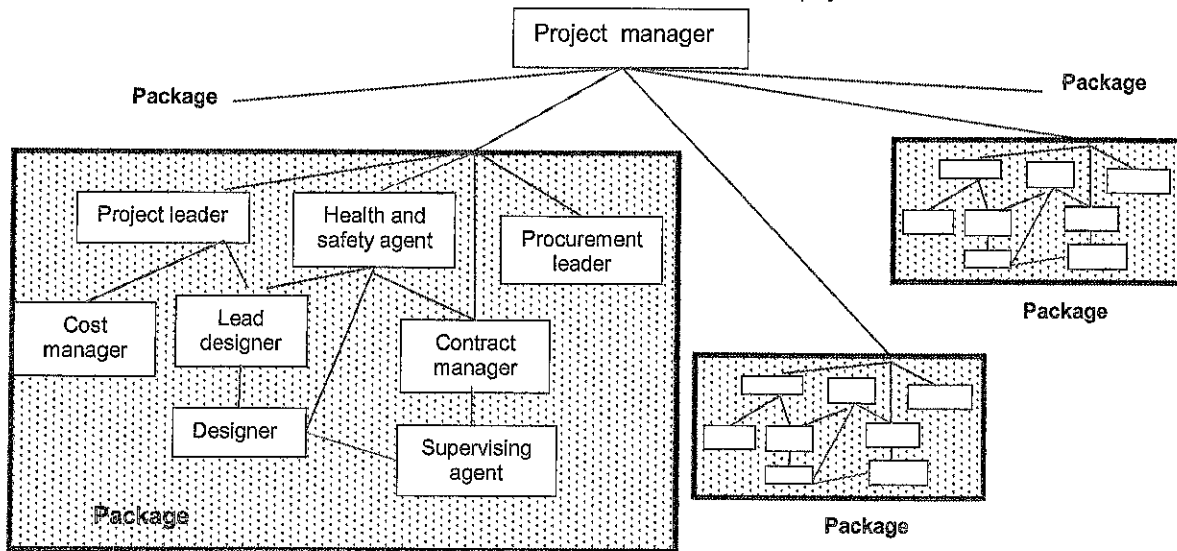 Project manager
Package
Package
Project leader
Health and
safety agent
Procurement
leader
Cost
manager
Lead
designer
Contract
manager
Designer
Supervising
agent
Package
Package
Package